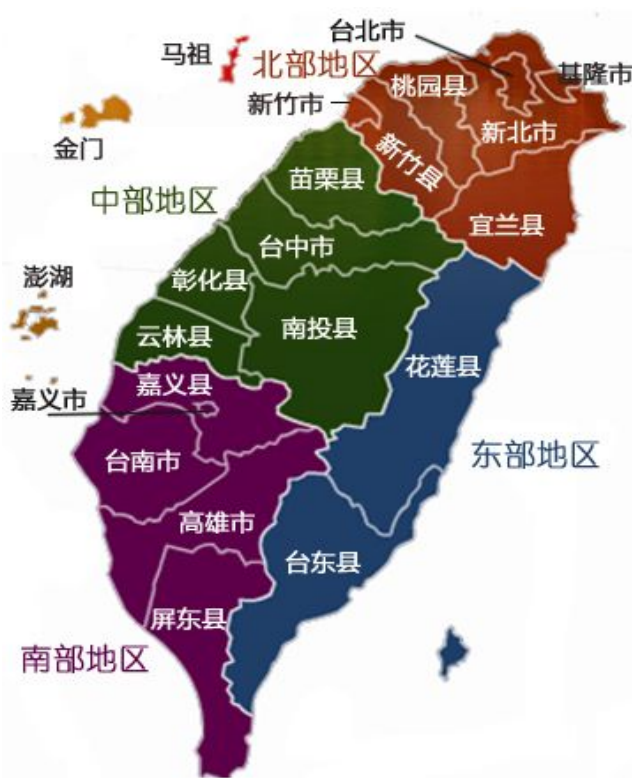 台北市
马祖
北部地区
桃园县
基隆市
新竹市
新北市
金门
新竹县
苗栗县
中部地区
宜兰县
台中市
彰化县
澎湖
云林县
南投县
花莲县
嘉义县
嘉义市
台南市
东部地区
高雄市
台东县
屏东县
南部地区